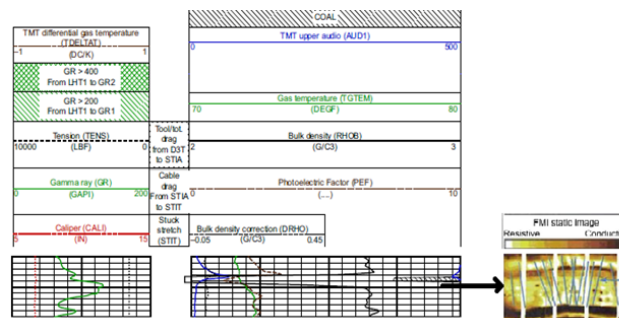 COAL
TMT differential gas temperature
(TDELTAT)
-1 (DC/K) 1
TMT upper audio (AUD1)
0 500
GR > 400
From LHT1 to GR2
GR > 200
From LHT1 to GR1
Gas temperature (TGTEM)
70 (DEGF) 80
Tension (TENS)
10000 (LBF) 0
Tool/tot.
drag
from D3T
to STIA
Bulk density (RHOB)
2 (G/C3) 3
Gamma ray (GR)
0 (GAPI) 200
Cable
drag
From STIA
to STIT
Photoelectric Factor (PEF)
0 (....) 10
Caliper (CALI)
5 (IN) 15
Stuck
stretch
(STIT)
Bulk density correction (DRHO)
-0.05 (G/C3) 0.45
FMI static image
Resistive Conduct